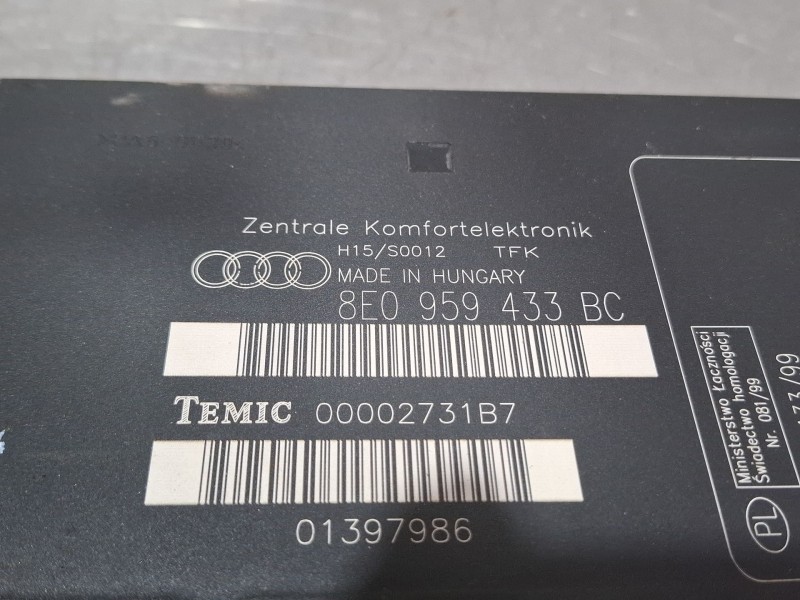 Zentrale Komfortelektronik
H15/S0012 TFK
MADE IN HUNGARY
8E0 959 433 BC
TEMIC 00002731B7
01397986
Ministerstwo Łączności
Świadectwo homologacji
Nr. 081/99
PL